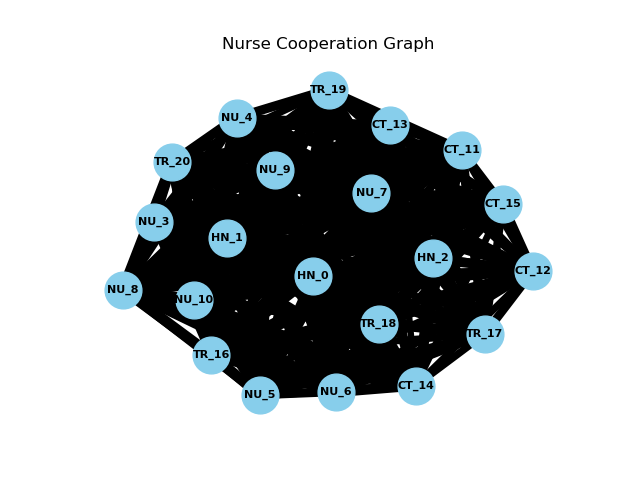 Nurse Cooperation Graph
TR_19
NU_4
CT_13
CT_11
TR_20
NU_9
NU_7
CT_15
NU_3
HN_1
HN_2
CT_12
HN_0
NU_8
NU_10
TR_18
TR_17
TR_16
CT_14
NU_6
NU_5